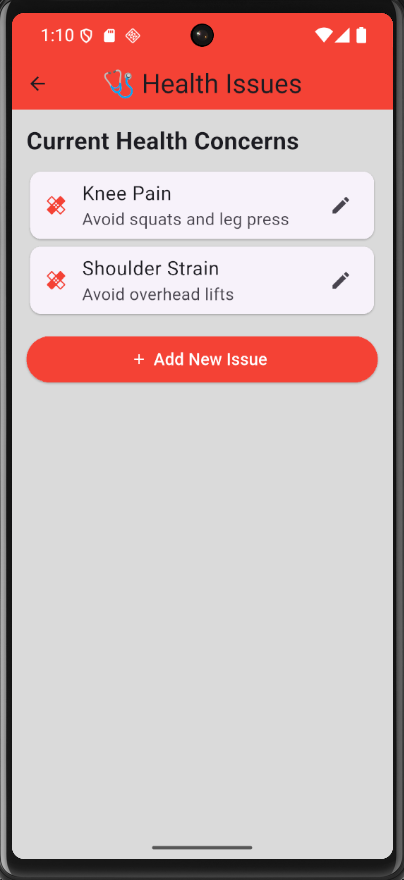 1:10
🩺 Health Issues
Current Health Concerns
Knee Pain
Avoid squats and leg press
Shoulder Strain
Avoid overhead lifts
+ Add New Issue